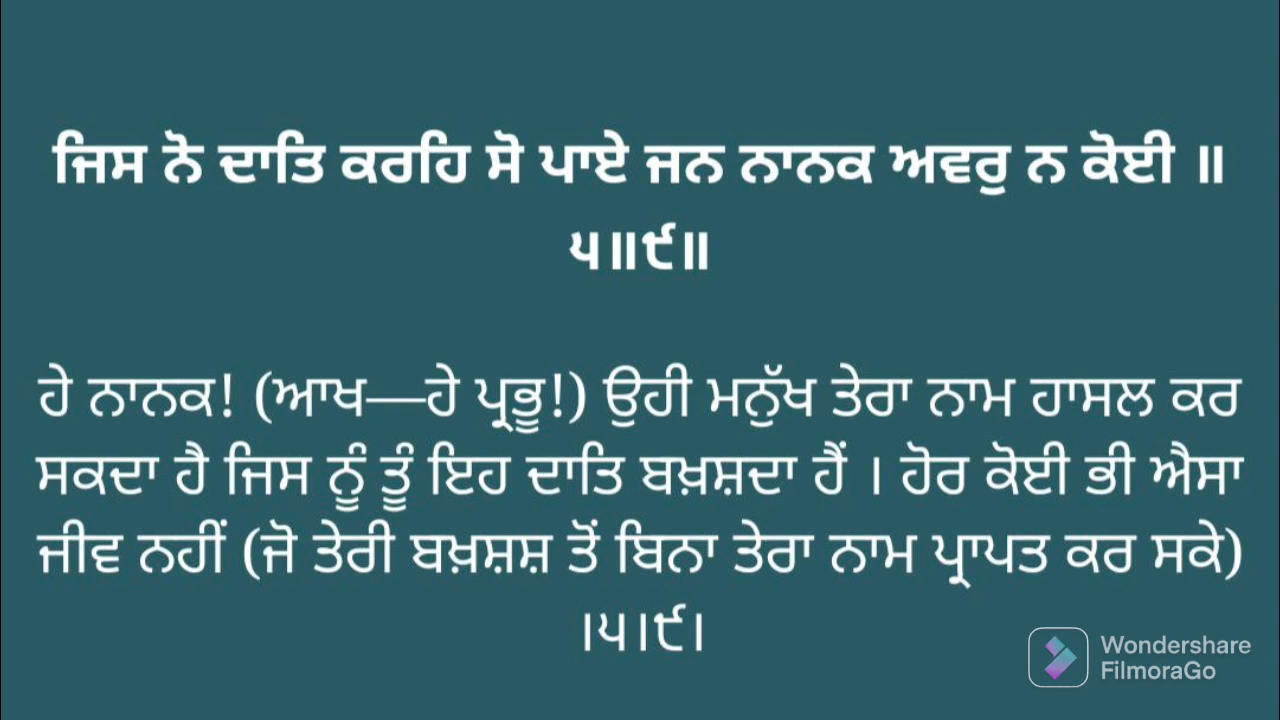 ਜਿਸ ਨੋ ਦਾਤਿ ਕਰਹਿ ਸੋ ਪਾਏ ਜਨ ਨਾਨਕ ਅਵਰੁ ਨ ਕੋਈ ॥
੫॥੯॥
ਹੇ ਨਾਨਕ! (ਆਖ—ਹੇ ਪ੍ਰਭੂ!) ਉਹੀ ਮਨੁੱਖ ਤੇਰਾ ਨਾਮ ਹਾਸਲ ਕਰ
ਸਕਦਾ ਹੈ ਜਿਸ ਨੂੰ ਤੂੰ ਇਹ ਦਾਤਿ ਬਖ਼ਸ਼ਦਾ ਹੈਂ । ਹੋਰ ਕੋਈ ਭੀ ਐਸਾ
ਜੀਵ ਨਹੀਂ (ਜੋ ਤੇਰੀ ਬਖ਼ਸ਼ਸ਼ ਤੋਂ ਬਿਨਾ ਤੇਰਾ ਨਾਮ ਪ੍ਰਾਪਤ ਕਰ ਸਕੇ)
।੫।੯।
Wondershare
FilmoraGo